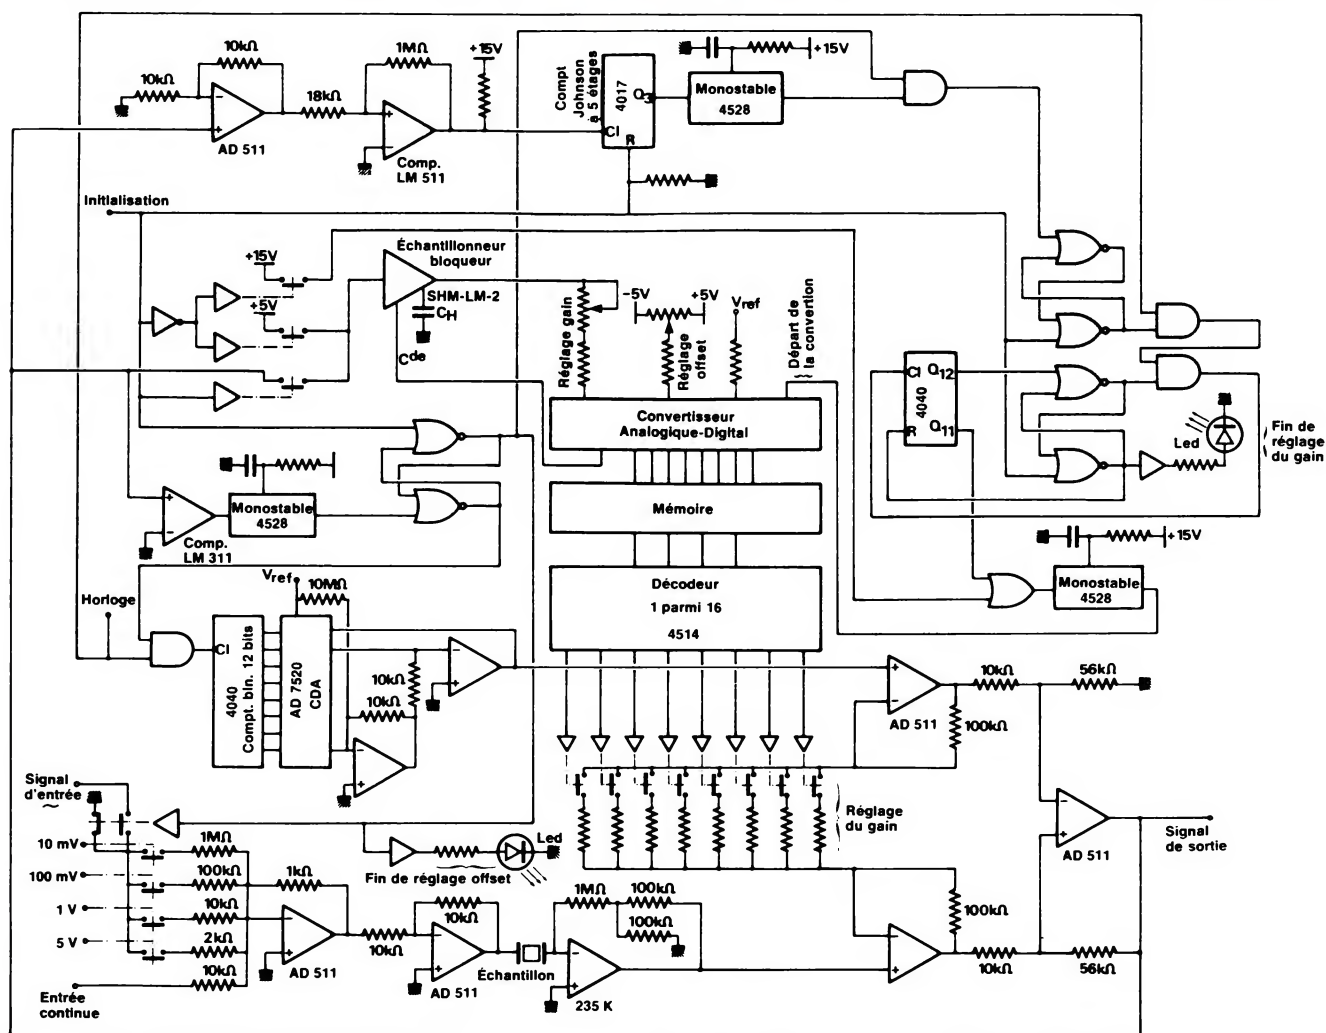 10kΩ
10kΩ
AD 511
18kΩ
1MΩ
+15V
Comp.
LM 511
Compt
Johnson
à 5 étages
4017
Q3
CI
R
+15V
Monostable
4528
Initialisation
+15V
+5V
Échantillonneur
bloqueur
SHM-LM-2
CH
Cde
Réglage gain
-5V
+5V
Réglage
offset
Vref
Départ de
la convertion
Convertisseur
Analogique-Digital
Mémoire
Décodeur
1 parmi 16
4514
CI
Q12
4040
R
Q11
Led
Fin de
réglage
du gain
+15V
Monostable
4528
Monostable
4528
Comp.
LM 311
Horloge
Vref
10MΩ
CI
4040
Compt. bin. 12 bits
AD 7520
CDA
10kΩ
10kΩ
AD 511
10kΩ
56kΩ
100kΩ
Signal
d'entrée
10 mV
100 mV
1 V
5 V
Entrée
continue
1MΩ
100kΩ
10kΩ
2kΩ
10kΩ
1kΩ
AD 511
Led
Fin de réglage offset
10kΩ
10kΩ
AD 511
Échantillon
1MΩ
100kΩ
100kΩ
235 K
Réglage
du gain
100kΩ
10kΩ
56kΩ
AD 511
Signal
de sortie